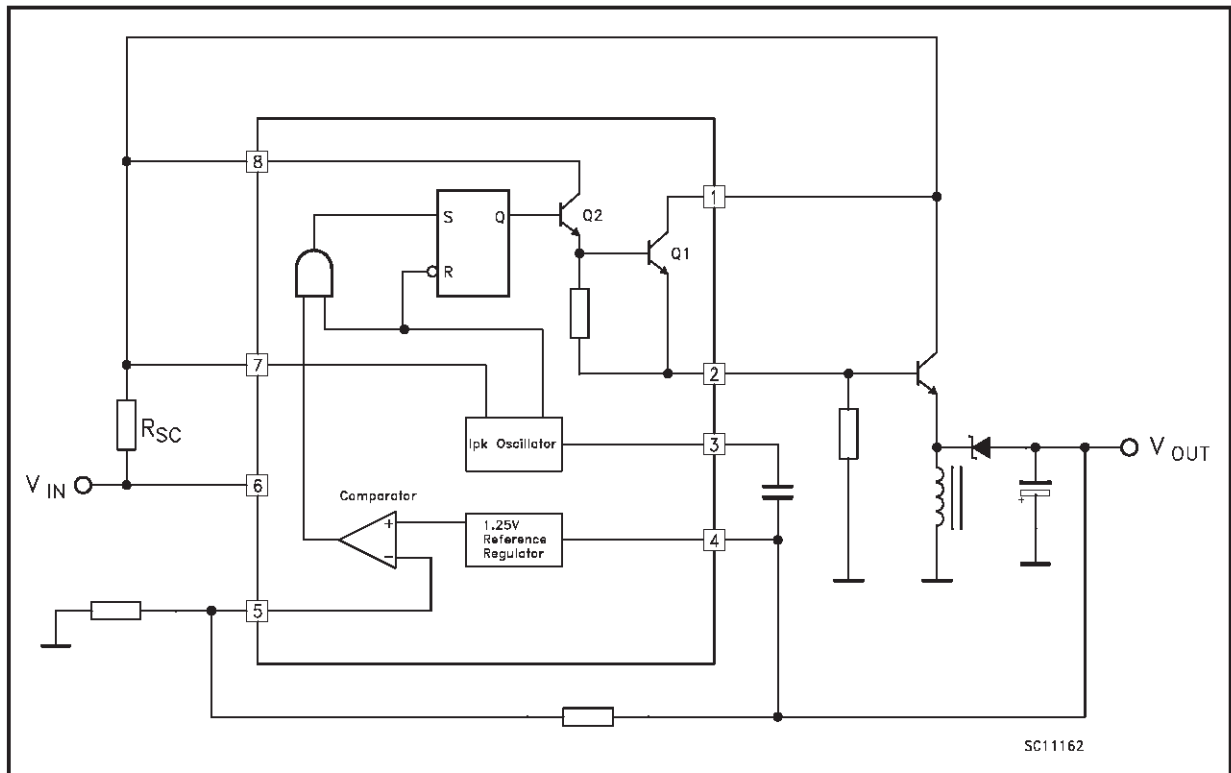 8
S
Q
Q2
1
Q1
R
7
2
RSC
Ipk Oscillator
3
VIN
6
Comparator
+
−
1.25V
Reference
Regulator
4
5
+
VOUT
SC11162